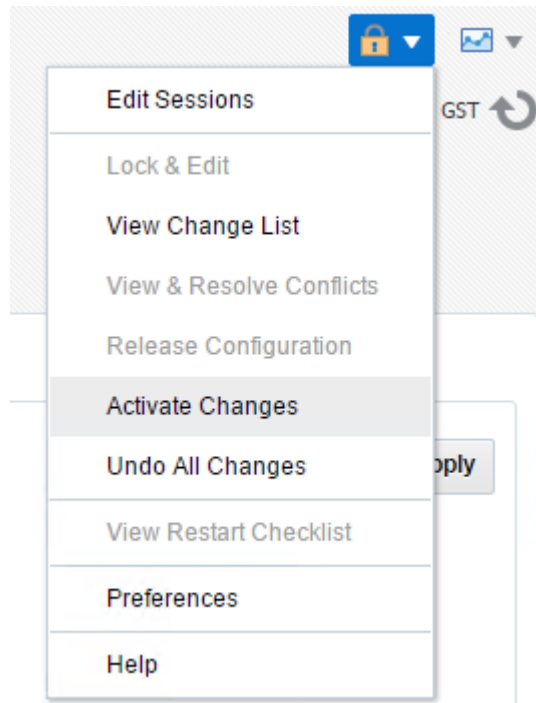 Edit Sessions
GST
Lock & Edit
View Change List
View & Resolve Conflicts
Release Configuration
Activate Changes
Undo All Changes
pply
View Restart Checklist
Preferences
Help